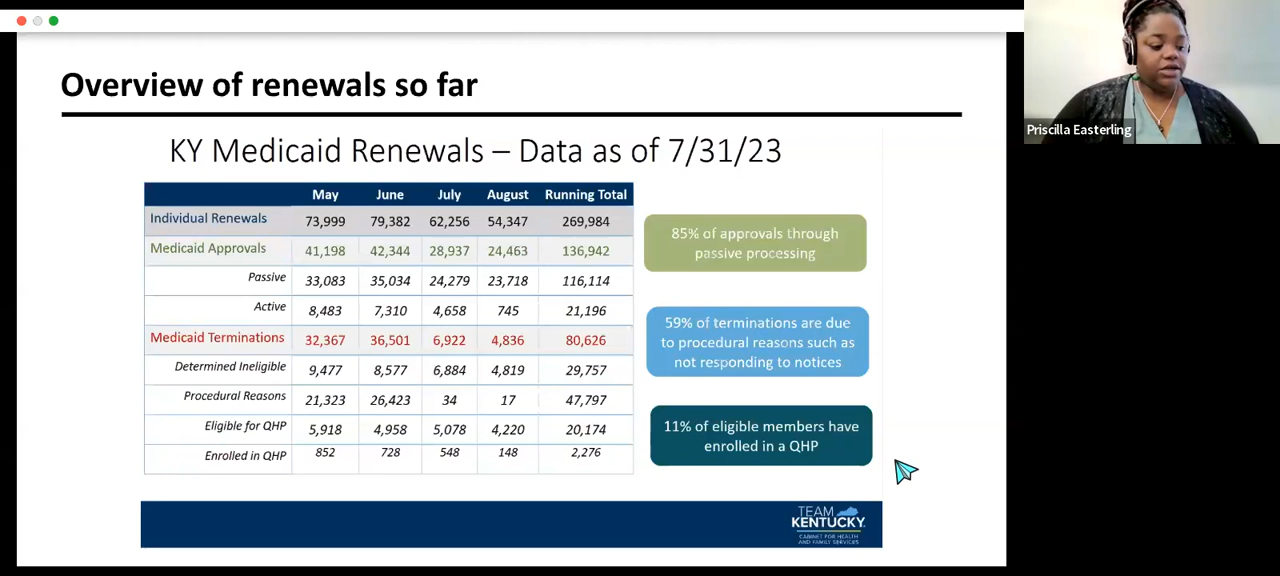 Overview of renewals so far
KY Medicaid Renewals – Data as of 7/31/23
May June July August Running Total
Individual Renewals 73,999 79,382 62,256 54,347 269,984
Medicaid Approvals 41,198 42,344 28,937 24,463 136,942
Passive 33,083 35,034 24,279 23,718 116,114
Active 8,483 7,310 4,658 745 21,196
Medicaid Terminations 32,367 36,501 6,922 4,836 80,626
Determined Ineligible 9,477 8,577 6,884 4,819 29,757
Procedural Reasons 21,323 26,423 34 17 47,797
Eligible for QHP 5,918 4,958 5,078 4,220 20,174
Enrolled in QHP 852 728 548 148 2,276
85% of approvals through
passive processing
59% of terminations are due
to procedural reasons such as
not responding to notices
11% of eligible members have
enrolled in a QHP
TEAM
KENTUCKY
CABINET FOR HEALTH
AND FAMILY SERVICES
Priscilla Easterling